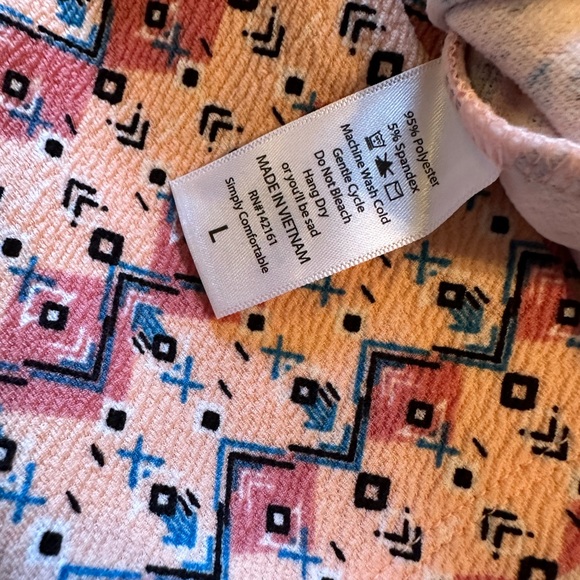 95% Polyester
5% Spandex
Machine Wash Cold
Gentle Cycle
Do Not Bleach
Hang Dry
or you'll be sad
MADE IN VIETNAM
RN#142161
Simply Comfortable
L